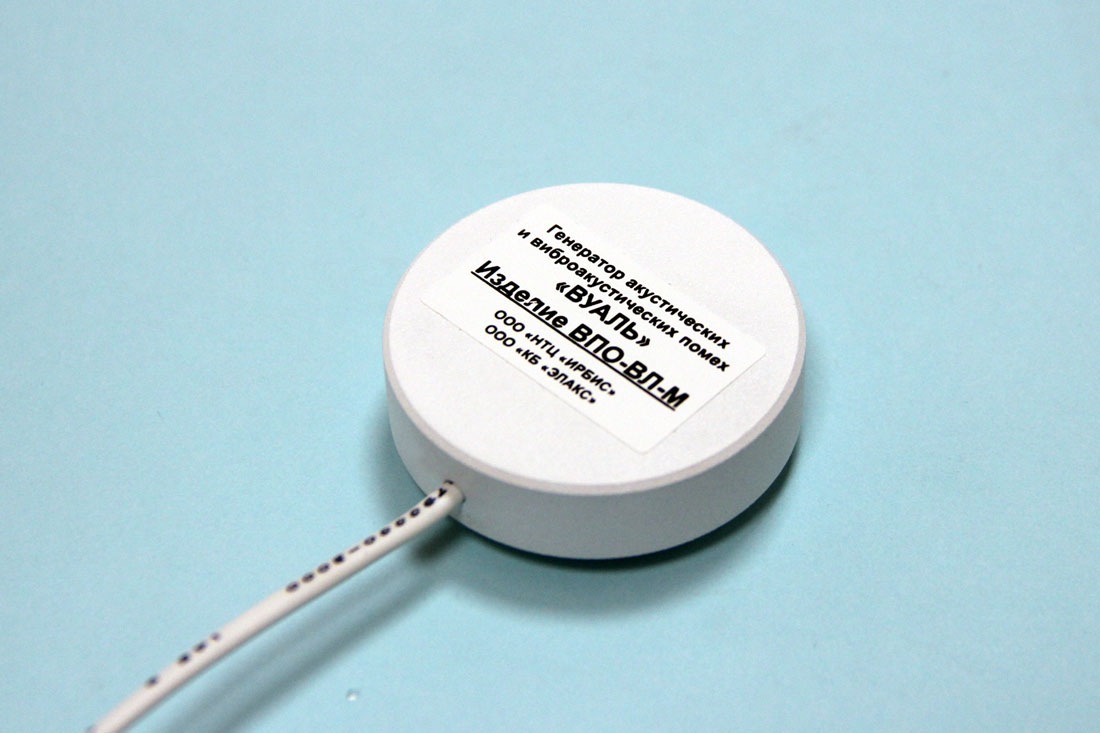 Генератор акустических
и виброакустических помех
«ВУАЛЬ»
Изделие ВПО-ВЛ-М
ООО «НТЦ «ИРБИС»
ООО «КБ «ЭЛАКС»